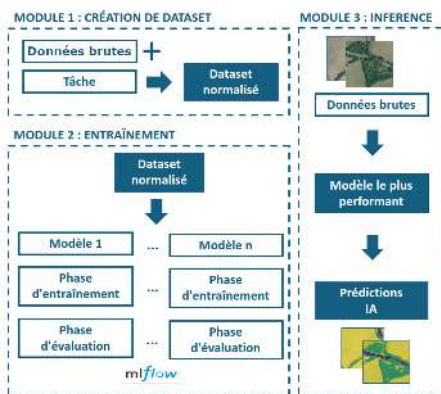 MODULE 1 : CRÉATION DE DATASET
Données brutes +
Tâche
Dataset
normalisé
MODULE 2 : ENTRAÎNEMENT
Dataset
normalisé
Modèle 1
...
Modèle n
Phase
d'entraînement
...
Phase
d'entraînement
Phase
d'évaluation
...
Phase
d'évaluation
mlflow
MODULE 3 : INFERENCE
Données brutes
Modèle le plus
performant
Prédictions
IA